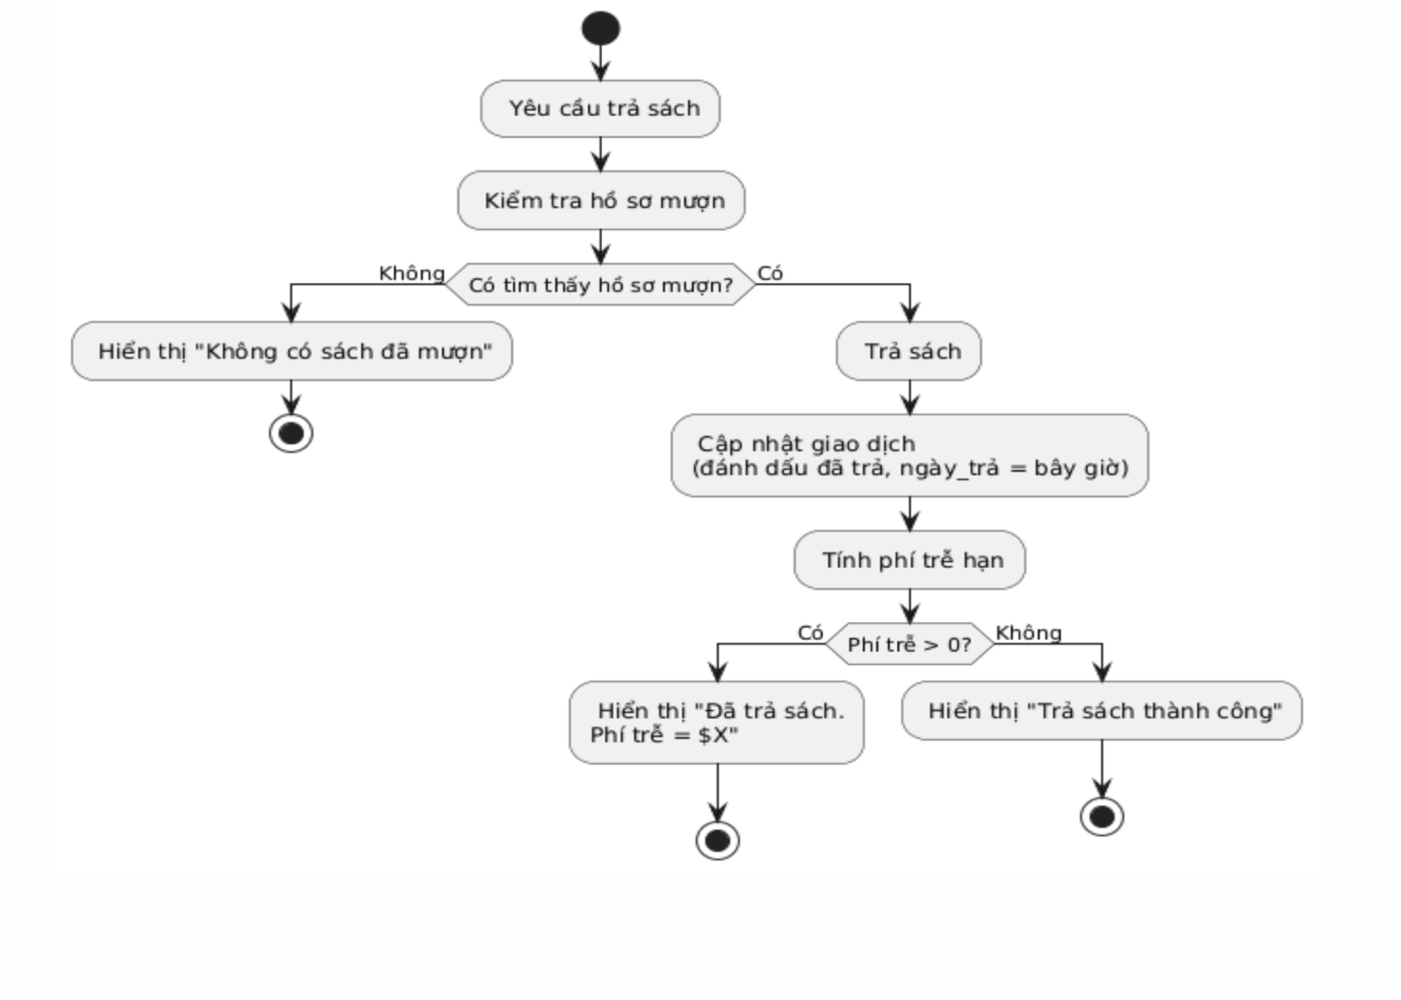 Yêu cầu trả sách
Kiểm tra hồ sơ mượn
Không
Có tìm thấy hồ sơ mượn?
Có
Hiển thị "Không có sách đã mượn"
Trả sách
Cập nhật giao dịch
(đánh dấu đã trả, ngày_trả = bây giờ)
Tính phí trễ hạn
Có
Phí trễ > 0?
Không
Hiển thị "Đã trả sách.
Phí trễ = $X"
Hiển thị "Trả sách thành công"